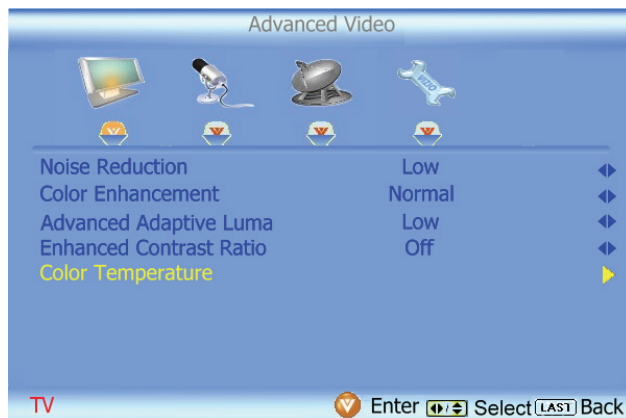 Advanced Video
VIZIO
Noise Reduction Low
Color Enhancement Normal
Advanced Adaptive Luma Low
Enhanced Contrast Ratio Off
Color Temperature
TV Enter Select LAST Back